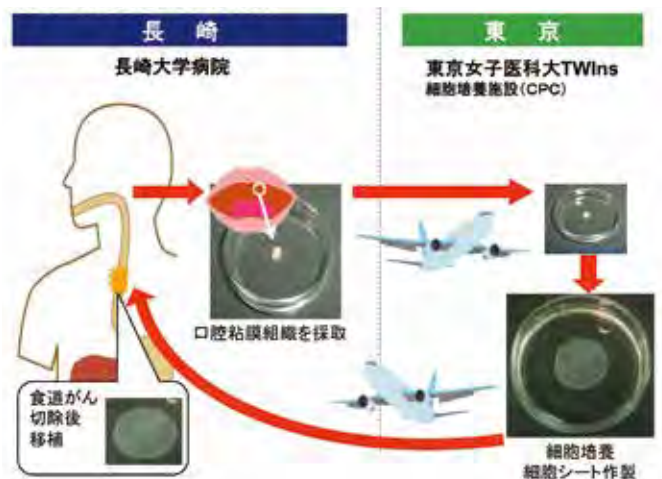 長崎
東京
長崎大学病院
東京女子医科大TWIns
細胞培養施設(CPC)
口腔粘膜組織を採取
食道がん
切除後
移植
細胞培養
細胞シート作製